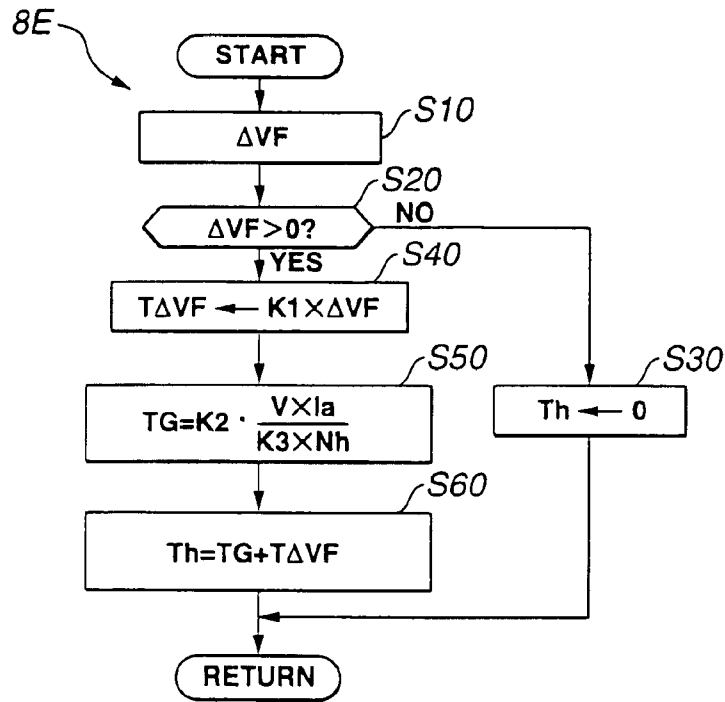 8E
START
S10
ΔVF
S20
ΔVF>0?
NO
YES
S40
TΔVF ← K1×ΔVF
S50
TG=K2 · V×Ia / K3×Nh
S30
Th ← 0
S60
Th=TG+TΔVF
RETURN